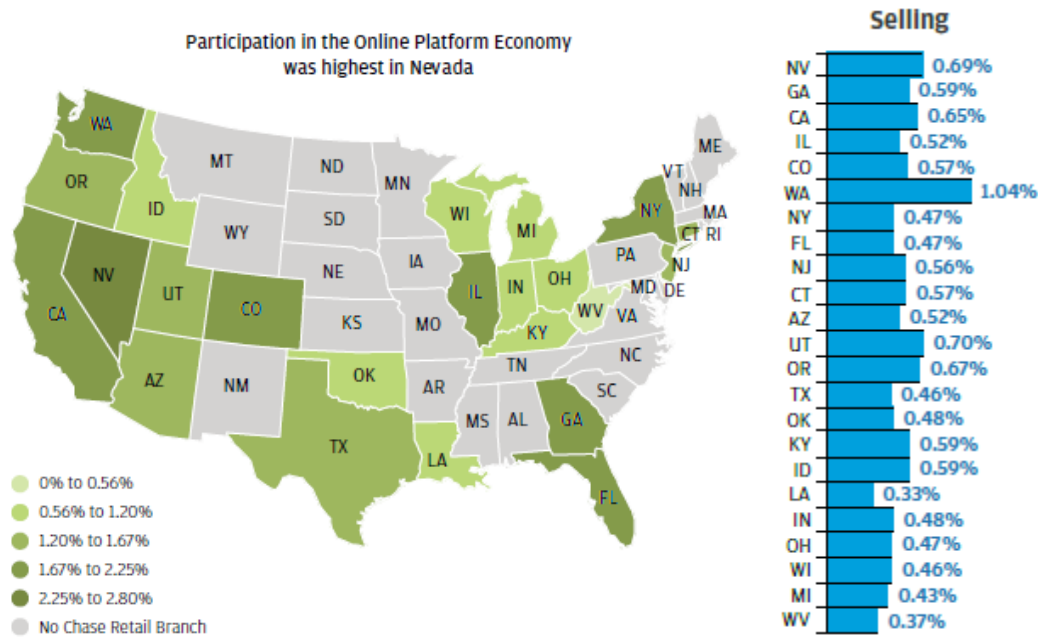 Participation in the Online Platform Economy
was highest in Nevada
WA
MT
ND
MN
OR
ID
WY
SD
WI
MI
NY
VT
NH
ME
MA
CT RI
NV
UT
CO
NE
IA
IL
IN
OH
PA
NJ
MD
DE
CA
KS
MO
KY
WV
VA
AZ
NM
OK
AR
TN
NC
SC
TX
LA
MS
AL
GA
FL
0% to 0.56%
0.56% to 1.20%
1.20% to 1.67%
1.67% to 2.25%
2.25% to 2.80%
No Chase Retail Branch
Selling
NV 0.69%
GA 0.59%
CA 0.65%
IL 0.52%
CO 0.57%
WA 1.04%
NY 0.47%
FL 0.47%
NJ 0.56%
CT 0.57%
AZ 0.52%
UT 0.70%
OR 0.67%
TX 0.46%
OK 0.48%
KY 0.59%
ID 0.59%
LA 0.33%
IN 0.48%
OH 0.47%
WI 0.46%
MI 0.43%
WV 0.37%